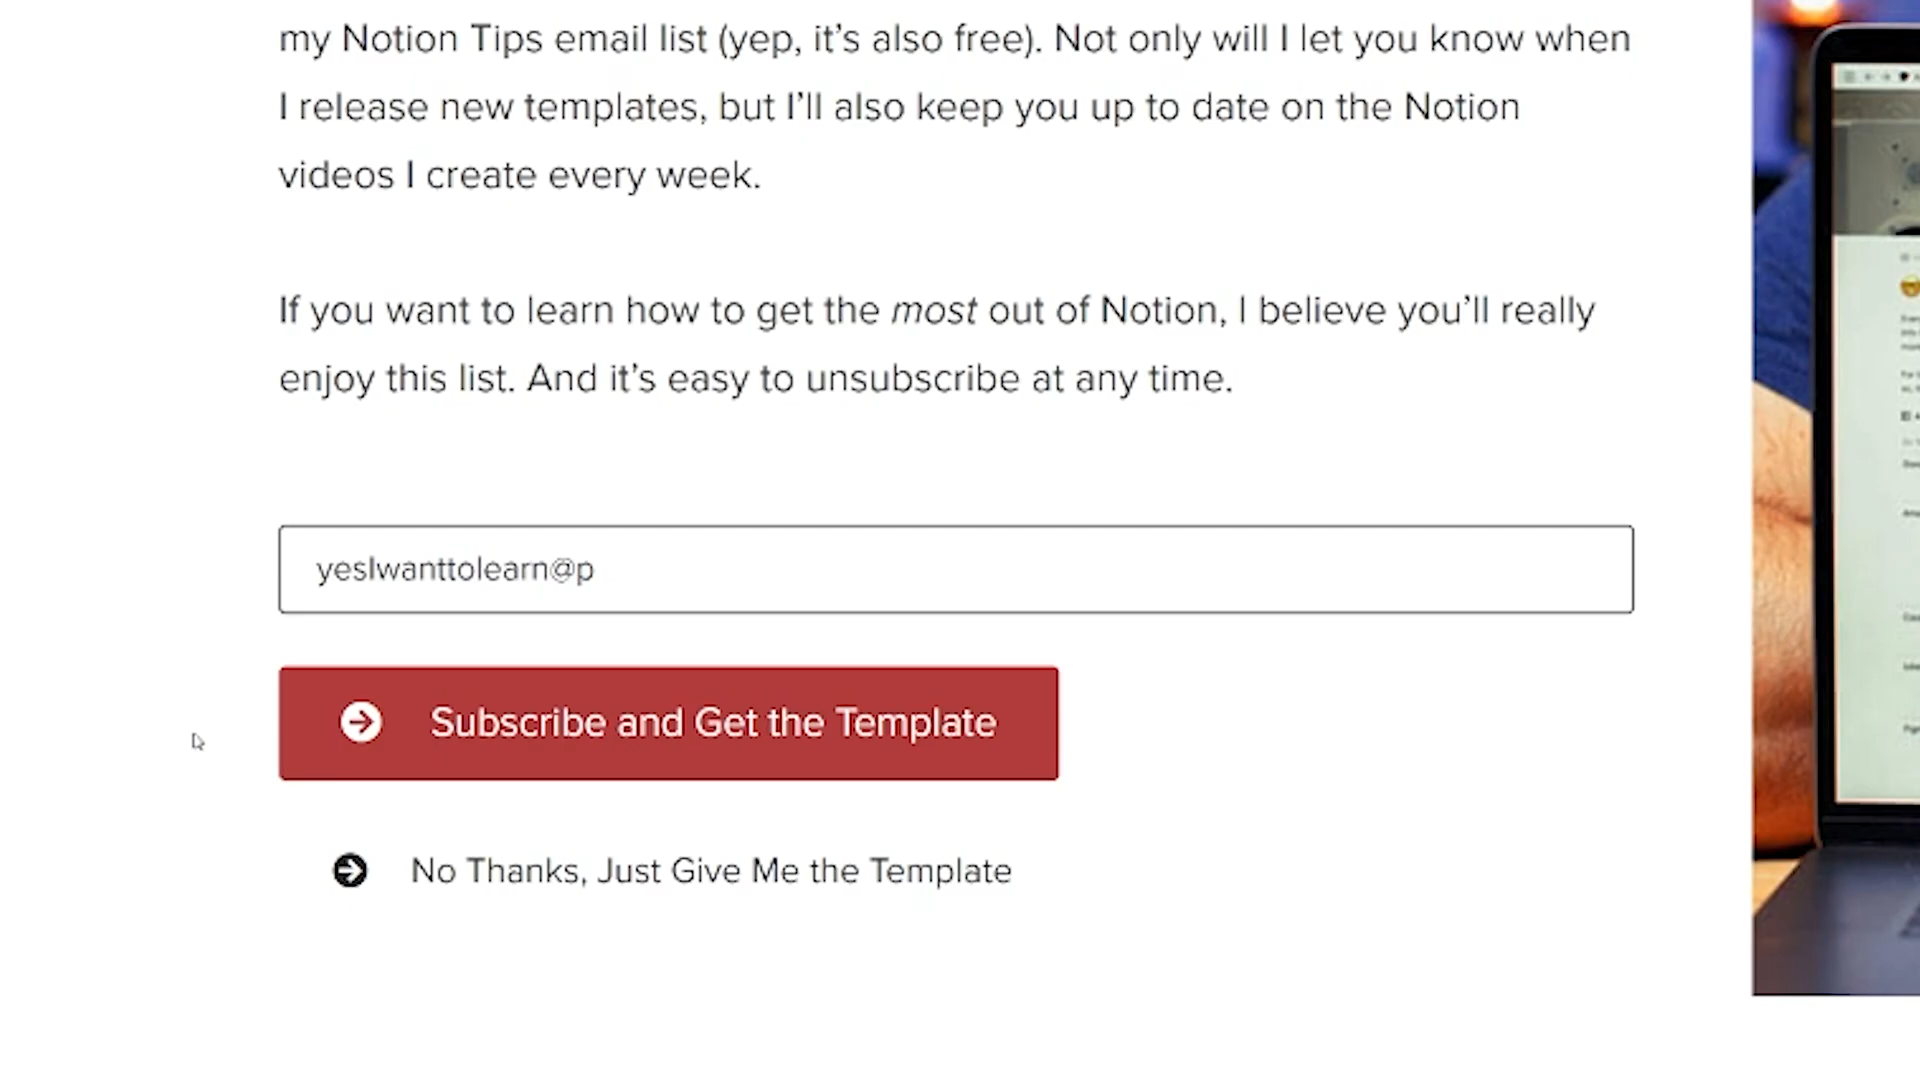 my Notion Tips email list (yep, it’s also free). Not only will I let you know when
I release new templates, but I’ll also keep you up to date on the Notion
videos I create every week.
If you want to learn how to get the most out of Notion, I believe you’ll really
enjoy this list. And it’s easy to unsubscribe at any time.
yesIwanttolearn@p
Subscribe and Get the Template
No Thanks, Just Give Me the Template